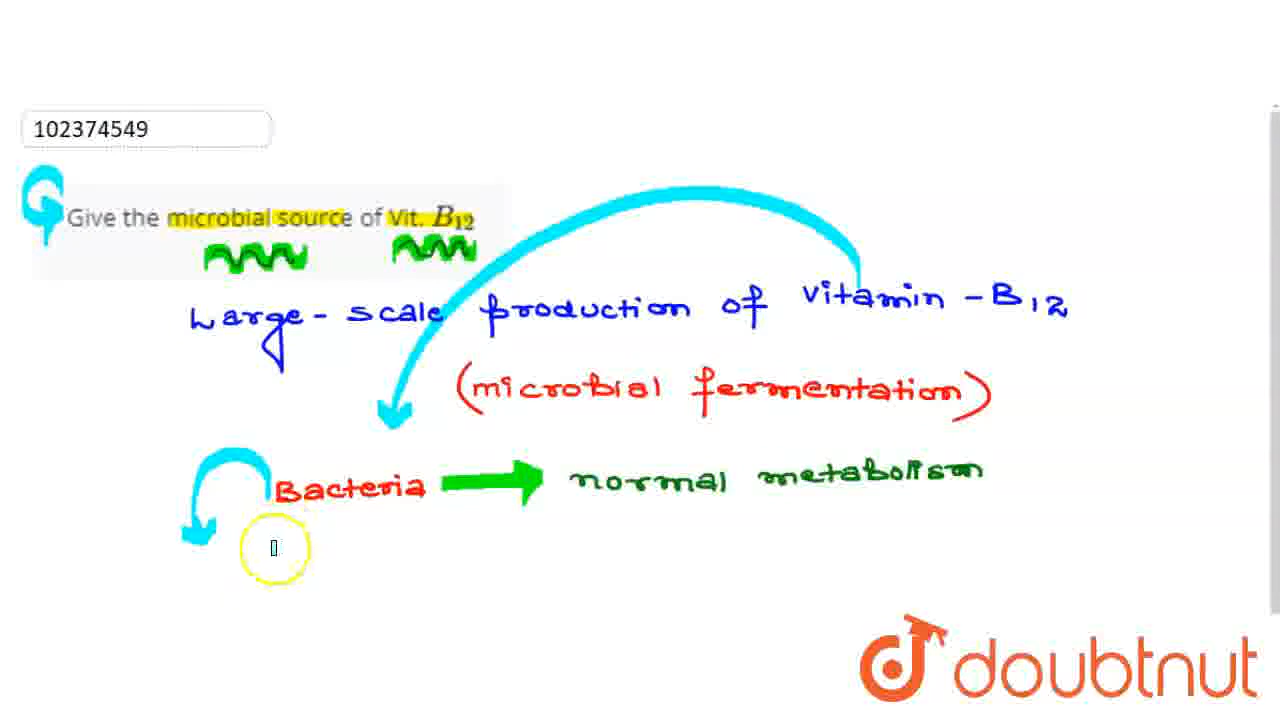 102374549
Give the microbial source of Vit. B₁₂
Large-scale production of vitamin-B12
(microbial fermentation)
Bacteria normal metabolism
doubtnut